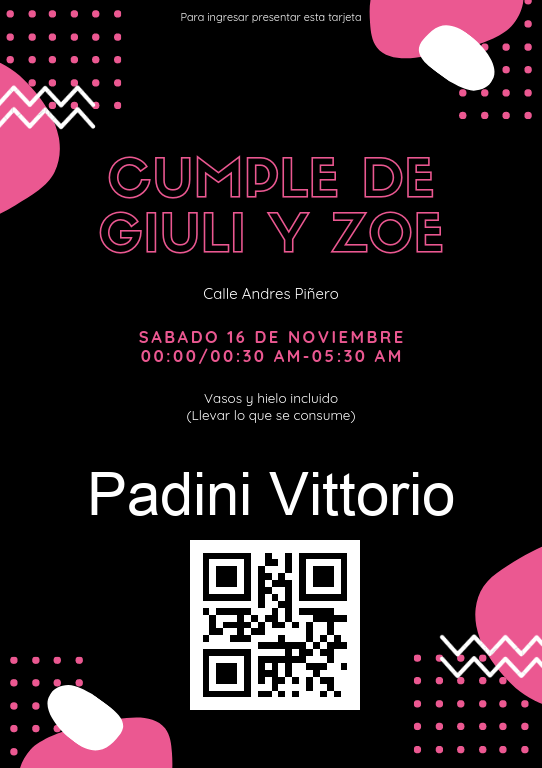 Para ingresar presentar esta tarjeta
CUMPLE DE
GIULI Y ZOE
Calle Andres Piñero
SABADO 16 DE NOVIEMBRE
00:00/00:30 AM-05:30 AM
Vasos y hielo incluido
(Llevar lo que se consume)
Padini Vittorio